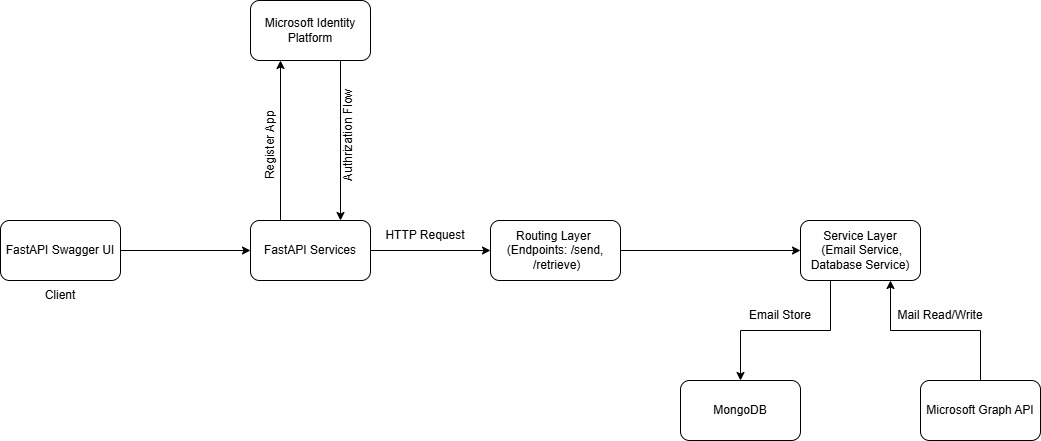 Microsoft Identity
Platform
Register App
Authrization Flow
FastAPI Swagger UI
Client
FastAPI Services
HTTP Request
Routing Layer
(Endpoints: /send,
/retrieve)
Service Layer
(Email Service,
Database Service)
Email Store
Mail Read/Write
MongoDB
Microsoft Graph API